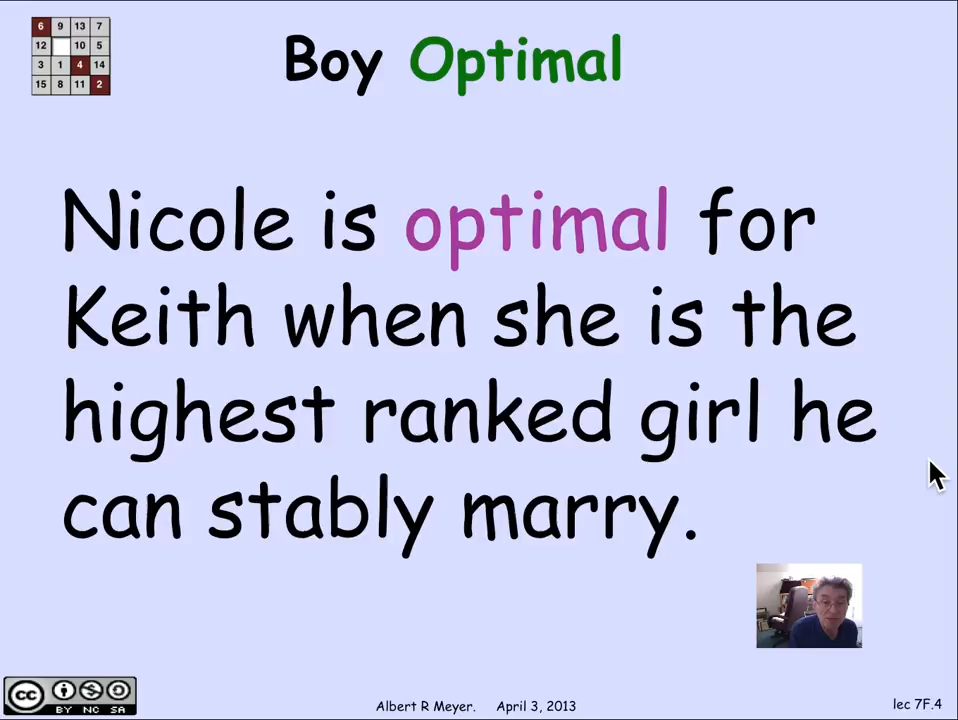 6 9 13 7
12 10 5
3 1 4 14
15 8 11 2
Boy Optimal
Nicole is optimal for
Keith when she is the
highest ranked girl he
can stably marry.
cc
BY NC SA
Albert R Meyer. April 3, 2013
lec 7F.4